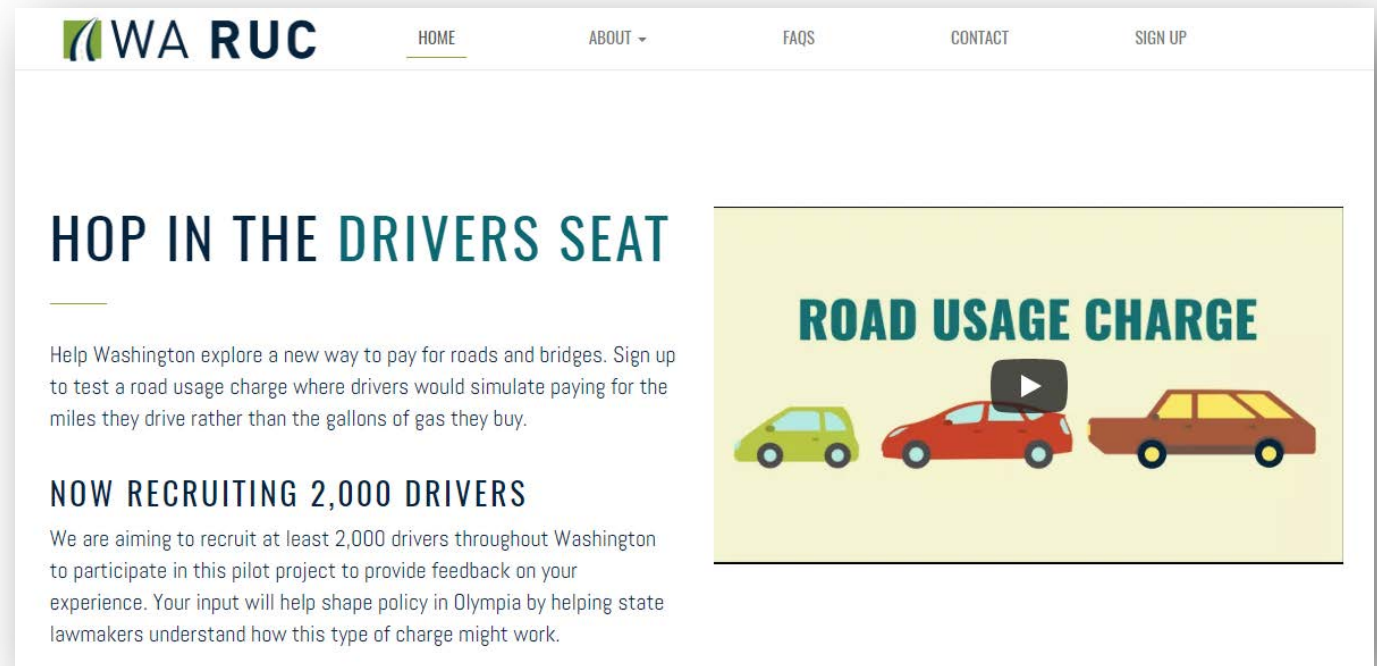 WA RUC
HOME
ABOUT
FAQS
CONTACT
SIGN UP
HOP IN THE DRIVERS SEAT
Help Washington explore a new way to pay for roads and bridges. Sign up
to test a road usage charge where drivers would simulate paying for the
miles they drive rather than the gallons of gas they buy.
NOW RECRUITING 2,000 DRIVERS
We are aiming to recruit at least 2,000 drivers throughout Washington
to participate in this pilot project to provide feedback on your
experience. Your input will help shape policy in Olympia by helping state
lawmakers understand how this type of charge might work.
ROAD USAGE CHARGE